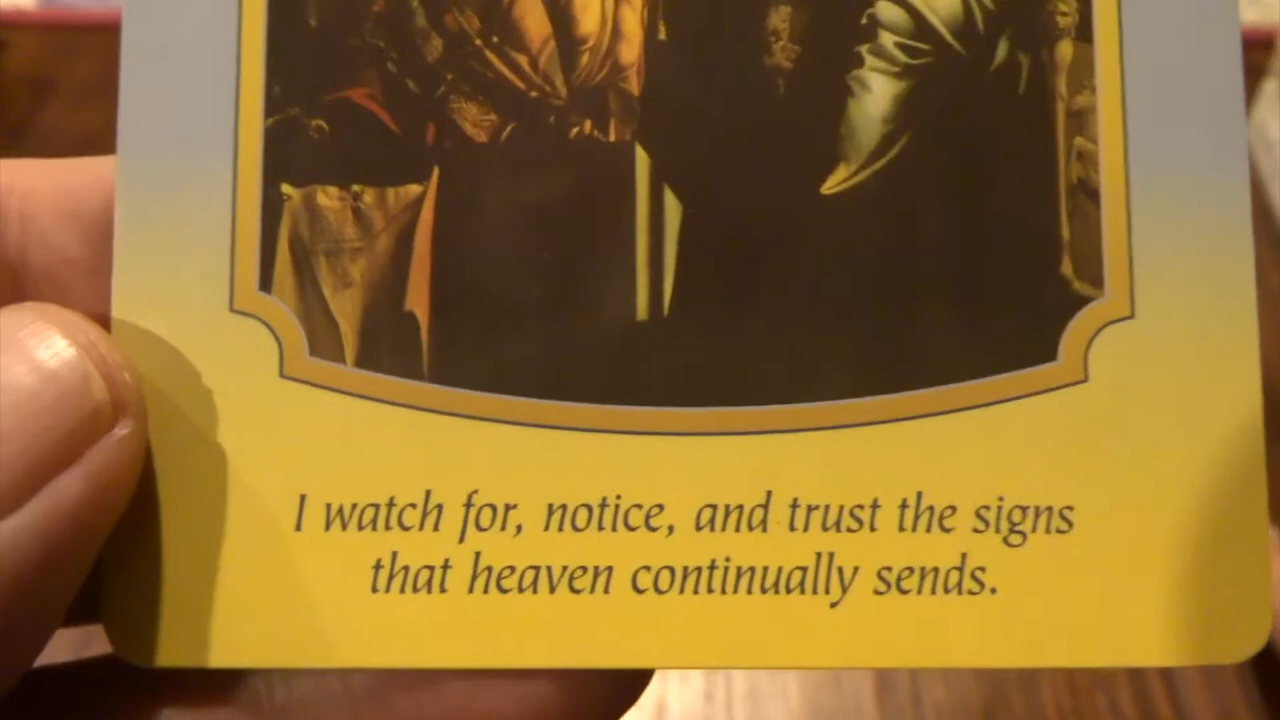 I watch for, notice, and trust the signs
that heaven continually sends.